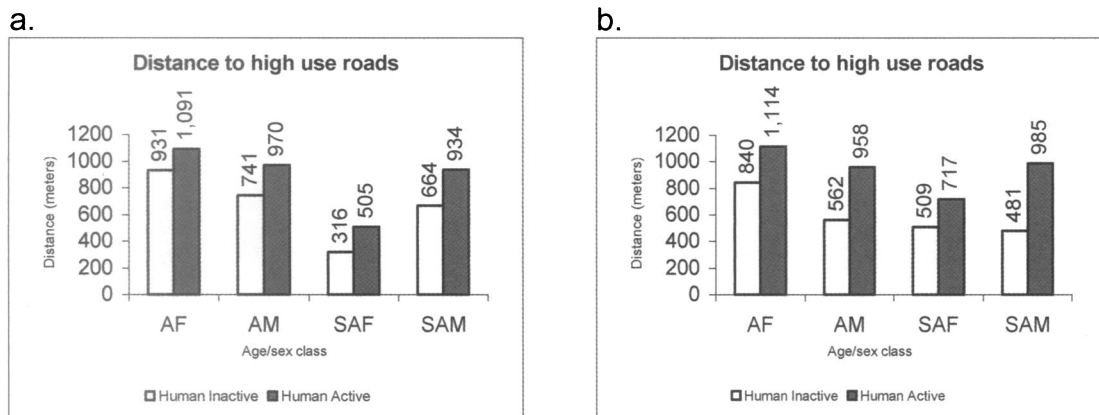 a.
Distance to high use roads
Distance (meters)
1200
1000
800
600
400
200
0
931
1,091
741
970
316
505
664
934
AF AM SAF SAM
Age/sex class
Human Inactive Human Active
b.
Distance to high use roads
Distance (meters)
1200
1000
800
600
400
200
0
840
1,114
562
958
509
717
481
985
AF AM SAF SAM
Age/sex class
Human Inactive Human Active